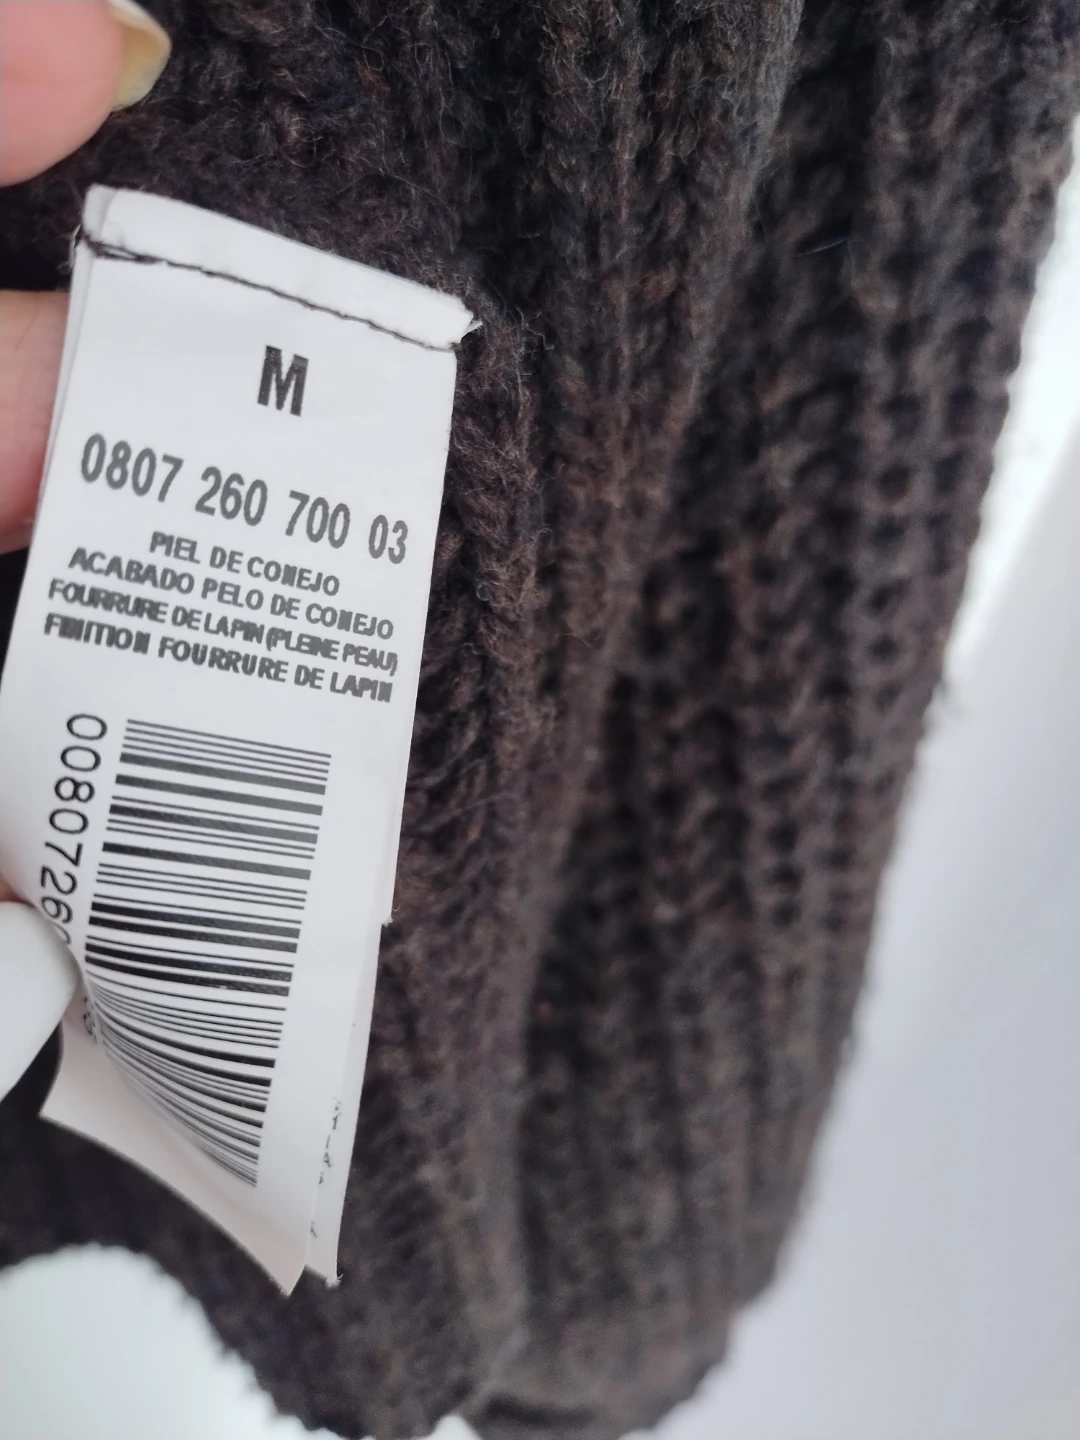 M
0807 260 700 03
PIEL DE CONEJO
ACABADO PELO DE CONEJO
FOURRURE DE LAPIN (PLEINE PEAU)
FINITION FOURRURE DE LAPIN
0080726